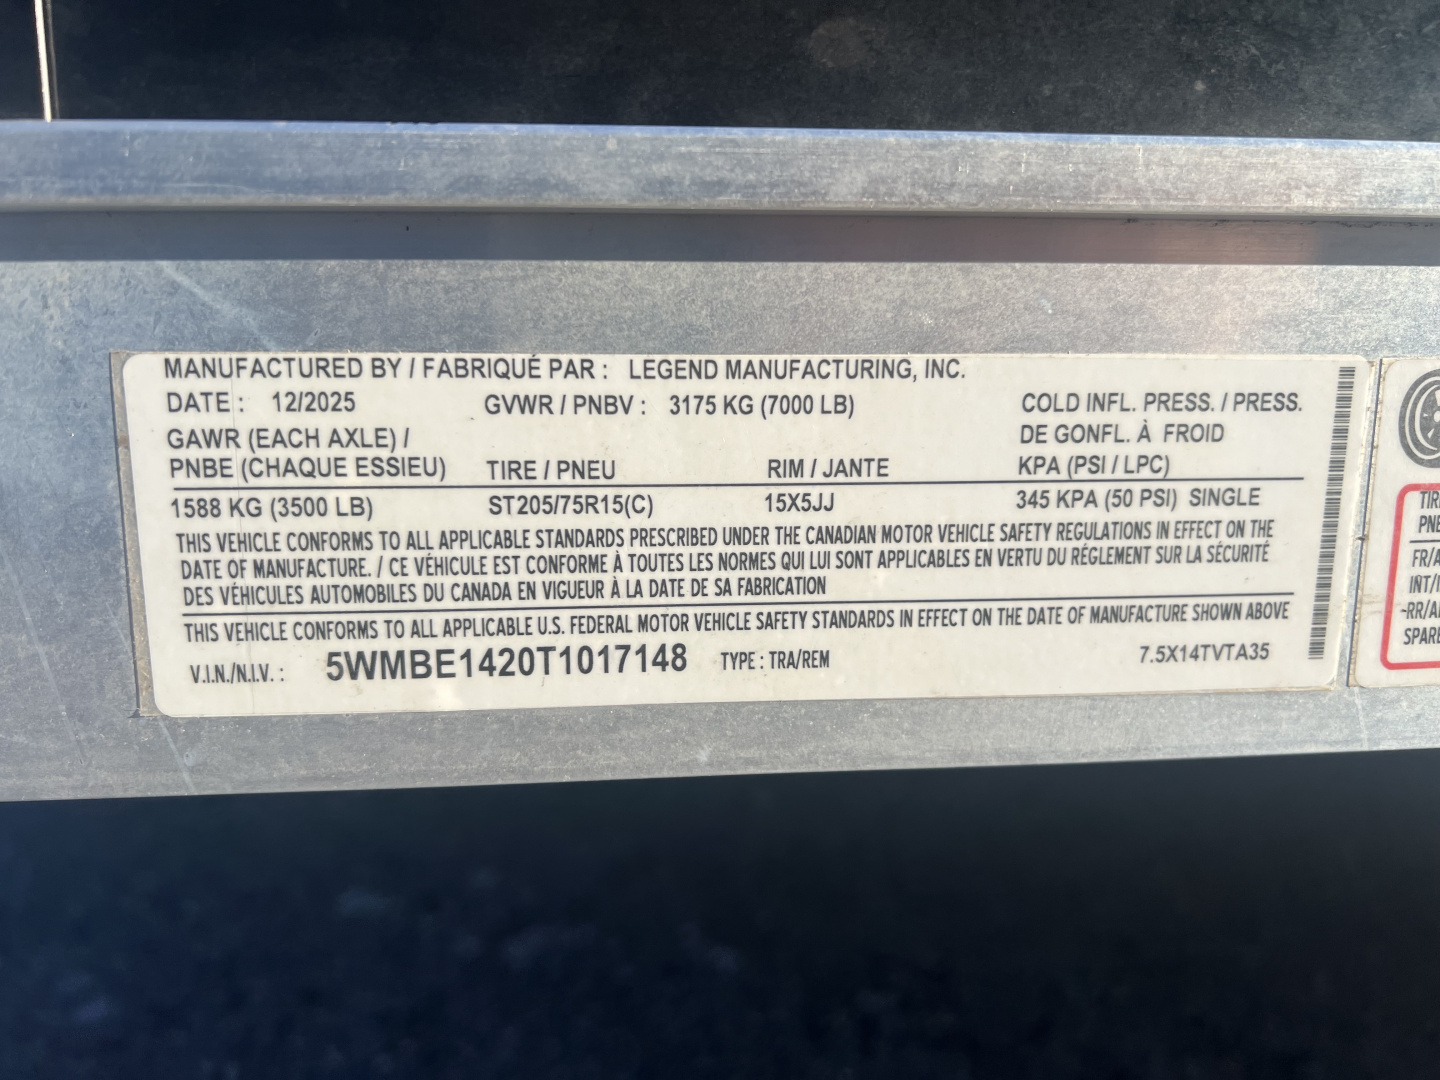 MANUFACTURED BY / FABRIQUÉ PAR : LEGEND MANUFACTURING, INC.
DATE : 12/2025 GVWR / PNBV : 3175 KG (7000 LB) COLD INFL. PRESS. / PRESS.
GAWR (EACH AXLE) / DE GONFL. À FROID
PNBE (CHAQUE ESSIEU) TIRE / PNEU RIM / JANTE KPA (PSI / LPC)
1588 KG (3500 LB) ST205/75R15(C) 15X5JJ 345 KPA (50 PSI) SINGLE
THIS VEHICLE CONFORMS TO ALL APPLICABLE STANDARDS PRESCRIBED UNDER THE CANADIAN MOTOR VEHICLE SAFETY REGULATIONS IN EFFECT ON THE
DATE OF MANUFACTURE. / CE VÉHICULE EST CONFORME À TOUTES LES NORMES QUI LUI SONT APPLICABLES EN VERTU DU RÉGLEMENT SUR LA SÉCURITÉ
DES VÉHICULES AUTOMOBILES DU CANADA EN VIGUEUR À LA DATE DE SA FABRICATION
THIS VEHICLE CONFORMS TO ALL APPLICABLE U.S. FEDERAL MOTOR VEHICLE SAFETY STANDARDS IN EFFECT ON THE DATE OF MANUFACTURE SHOWN ABOVE
V.I.N./N.I.V. : 5WMBE1420T1017148 TYPE : TRA/REM 7.5X14TVTA35
TIR
PNE
FR/A
INT/I
-RR/A
SPARE